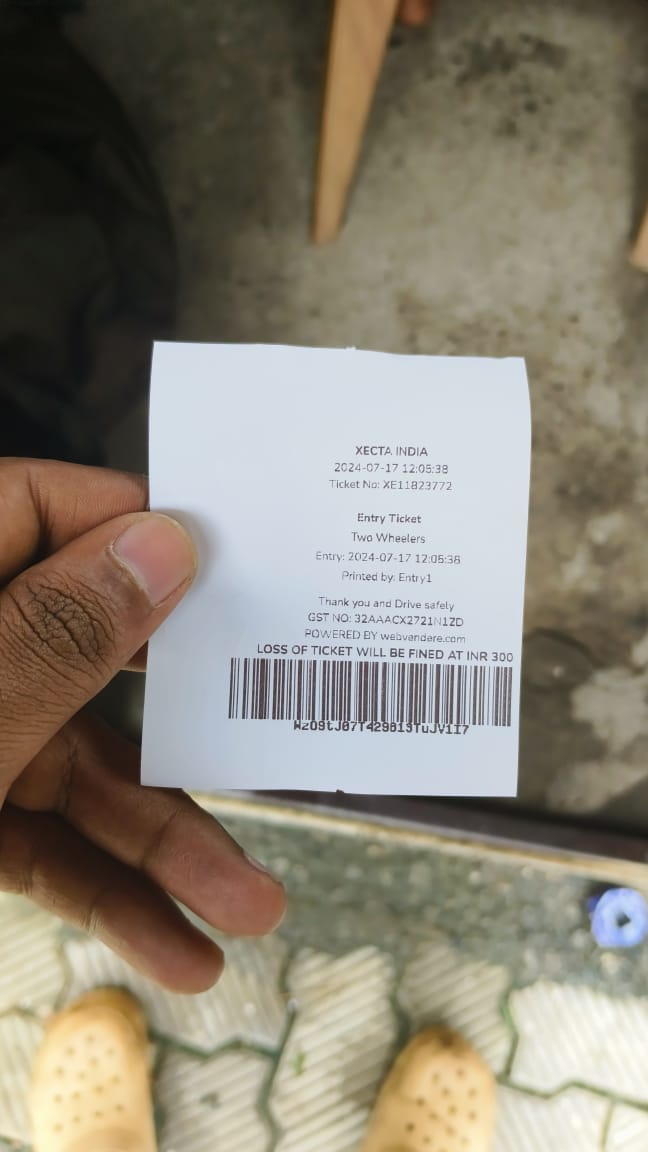 XECTA INDIA
2024-07-17 12:05:38
Ticket No: XE11823772
Entry Ticket
Two Wheelers
Entry: 2024-07-17 12:05:38
Printed by: Entry1
Thank you and Drive safely
GST NO: 32AAACX2721N1ZD
POWERED BY webvendere.com
LOSS OF TICKET WILL BE FINED AT INR 300